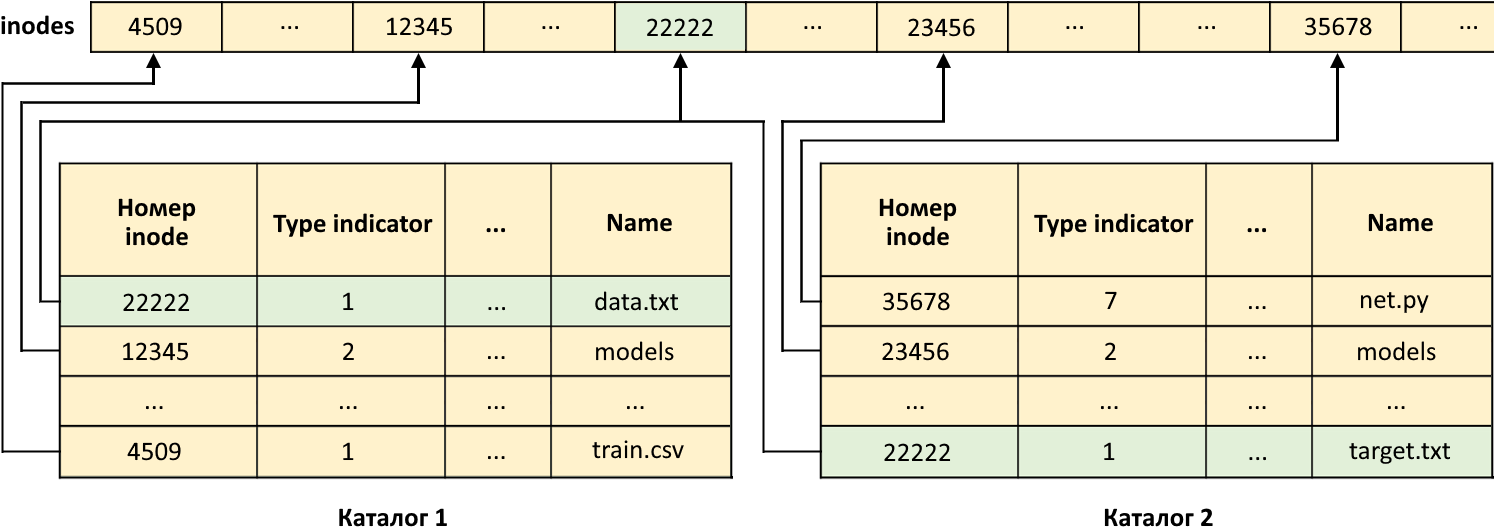 inodes 4509 ... 12345 ... 22222 ... 23456 ... ... 35678 ...
Номер inode Type indicator ... Name
22222 1 ... data.txt
12345 2 ... models
... ... ... ...
4509 1 ... train.csv
Каталог 1
Номер inode Type indicator ... Name
35678 7 ... net.py
23456 2 ... models
... ... ... ...
22222 1 ... target.txt
Каталог 2